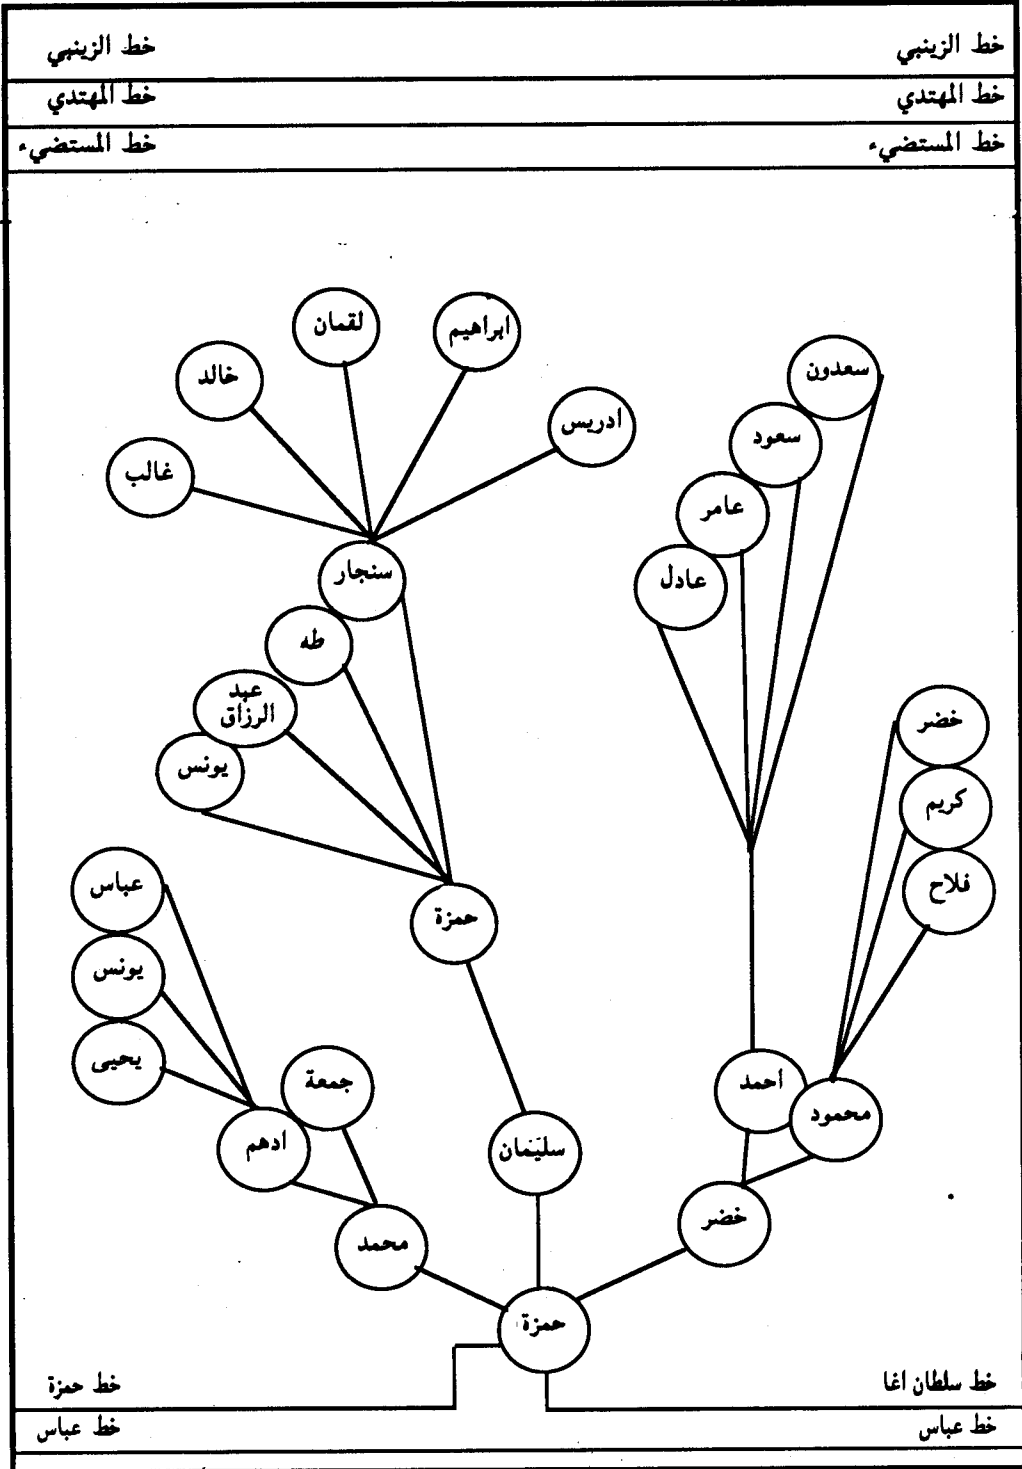 خط الزينبي
خط الزينبي
خط المهتدي
خط المهتدي
خط المستضيء
خط المستضيء
لقمان
ابراهيم
سعدون
خالد
ادريس
سعود
غالب
عامر
سنجار
عادل
طه
عبد
الرزاق
خضر
يونس
كريم
عباس
فلاح
حمزة
يونس
يحيى
جمعة
احمد
محمود
ادهم
سليمان
خضر
محمد
حمزة
خط سلطان اغا
خط حمزة
خط عباس
خط عباس